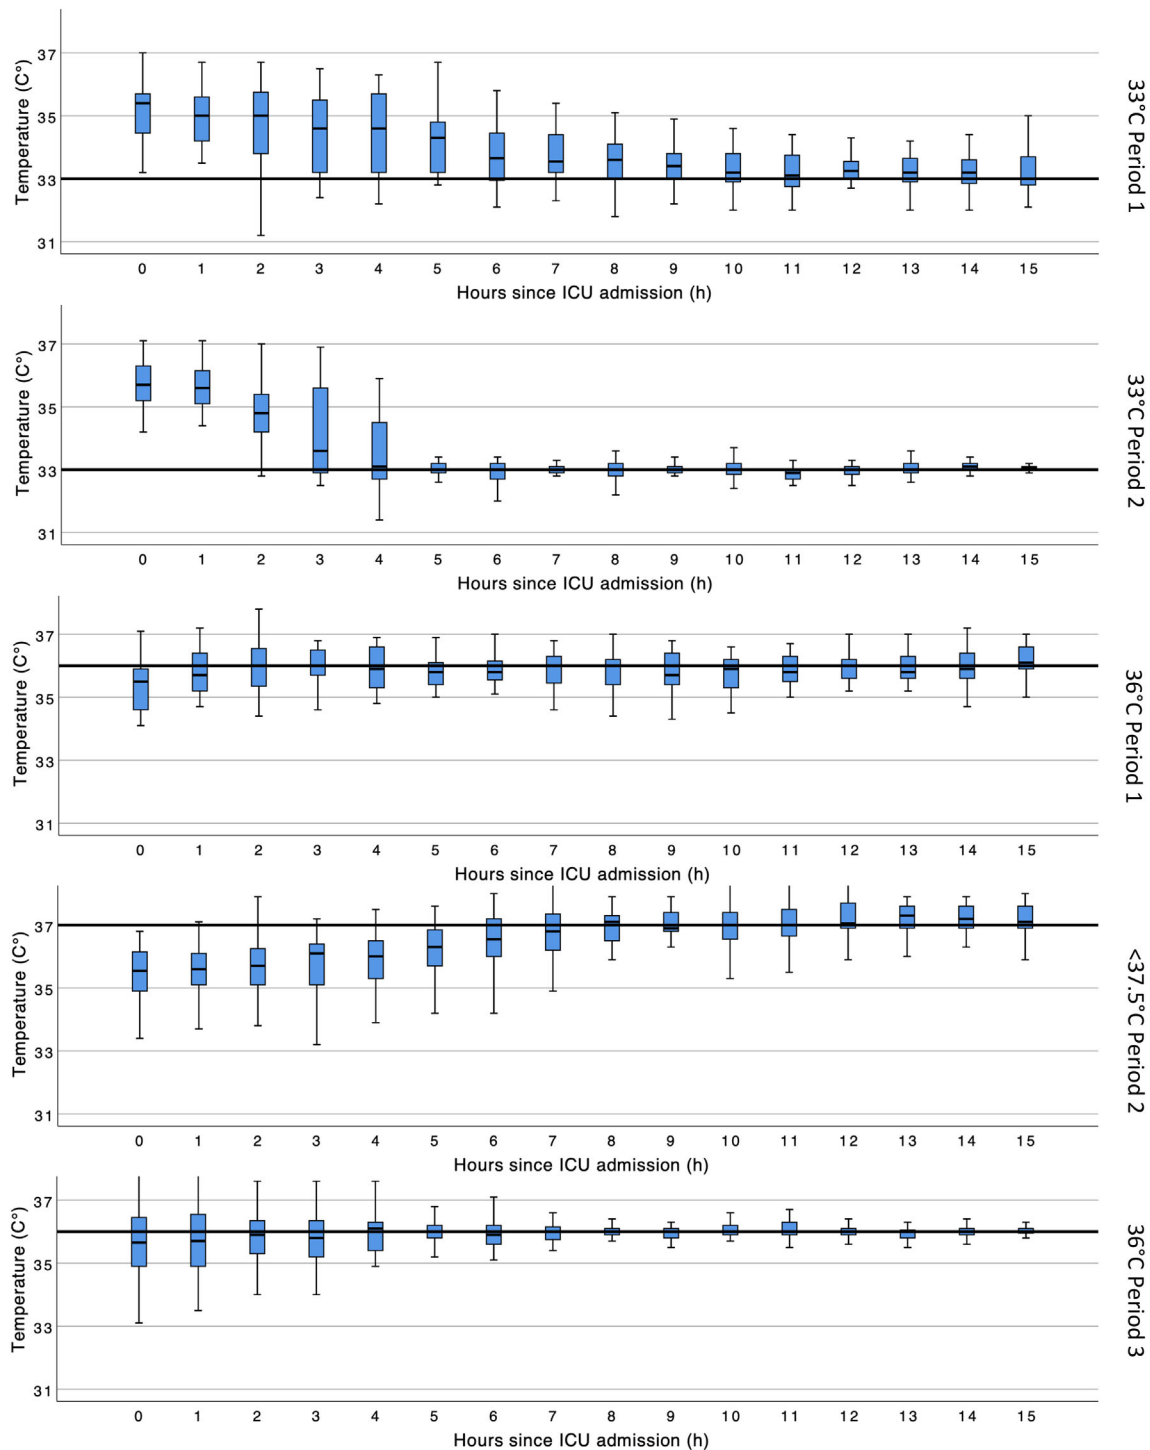 Temperature (C°)
37
35
33
31
0 1 2 3 4 5 6 7 8 9 10 11 12 13 14 15
Hours since ICU admission (h)
33°C Period 1
Temperature (C°)
37
35
33
31
0 1 2 3 4 5 6 7 8 9 10 11 12 13 14 15
Hours since ICU admission (h)
33°C Period 2
Temperature (C°)
37
35
33
31
0 1 2 3 4 5 6 7 8 9 10 11 12 13 14 15
Hours since ICU admission (h)
36°C Period 1
Temperature (C°)
37
35
33
31
0 1 2 3 4 5 6 7 8 9 10 11 12 13 14 15
Hours since ICU admission (h)
<37.5°C Period 2
Temperature (C°)
37
35
33
31
0 1 2 3 4 5 6 7 8 9 10 11 12 13 14 15
Hours since ICU admission (h)
36°C Period 3